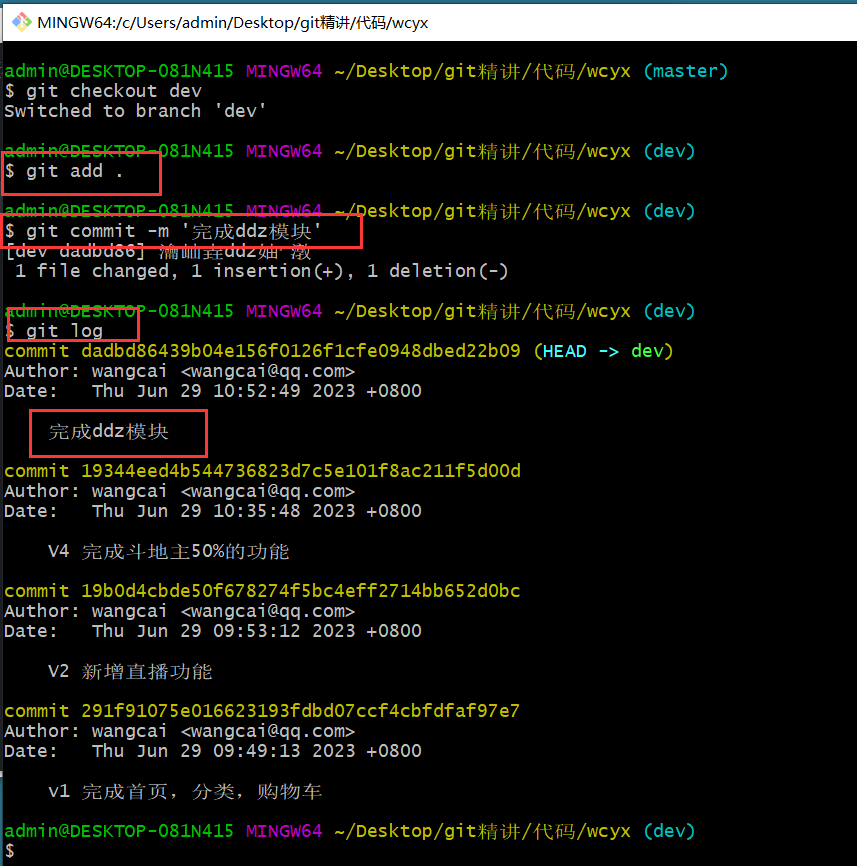 MINGW64:/c/Users/admin/Desktop/git精讲/代码/wcyx
admin@DESKTOP-081N415 MINGW64 ~/Desktop/git精讲/代码/wcyx (master)
$ git checkout dev
Switched to branch 'dev'
admin@DESKTOP-081N415 MINGW64 ~/Desktop/git精讲/代码/wcyx (dev)
$ git add .
admin@DESKTOP-081N415 MINGW64 ~/Desktop/git精讲/代码/wcyx (dev)
$ git commit -m '完成ddz模块'
[dev dadbd86]
1 file changed, 1 insertion(+), 1 deletion(-)
admin@DESKTOP-081N415 MINGW64 ~/Desktop/git精讲/代码/wcyx (dev)
$ git log
commit dadbd86439b04e156f0126f1cfe0948dbed22b09 (HEAD -> dev)
Author: wangcai <wangcai@qq.com>
Date: Thu Jun 29 10:52:49 2023 +0800
完成ddz模块
commit 19344eed4b544736823d7c5e101f8ac211f5d00d
Author: wangcai <wangcai@qq.com>
Date: Thu Jun 29 10:35:48 2023 +0800
V4 完成斗地主50%的功能
commit 19b0d4cbde50f678274f5bc4eff2714bb652d0bc
Author: wangcai <wangcai@qq.com>
Date: Thu Jun 29 09:53:12 2023 +0800
V2 新增直播功能
commit 291f91075e016623193fdbd07ccf4cbfdfaf97e7
Author: wangcai <wangcai@qq.com>
Date: Thu Jun 29 09:49:13 2023 +0800
v1 完成首页，分类，购物车
admin@DESKTOP-081N415 MINGW64 ~/Desktop/git精讲/代码/wcyx (dev)
$